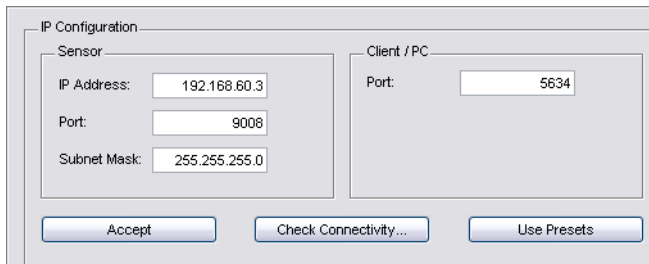 IP Configuration
Sensor
IP Address: 192.168.60.3
Port: 9008
Subnet Mask: 255.255.255.0
Client / PC
Port: 5634
Accept
Check Connectivity...
Use Presets